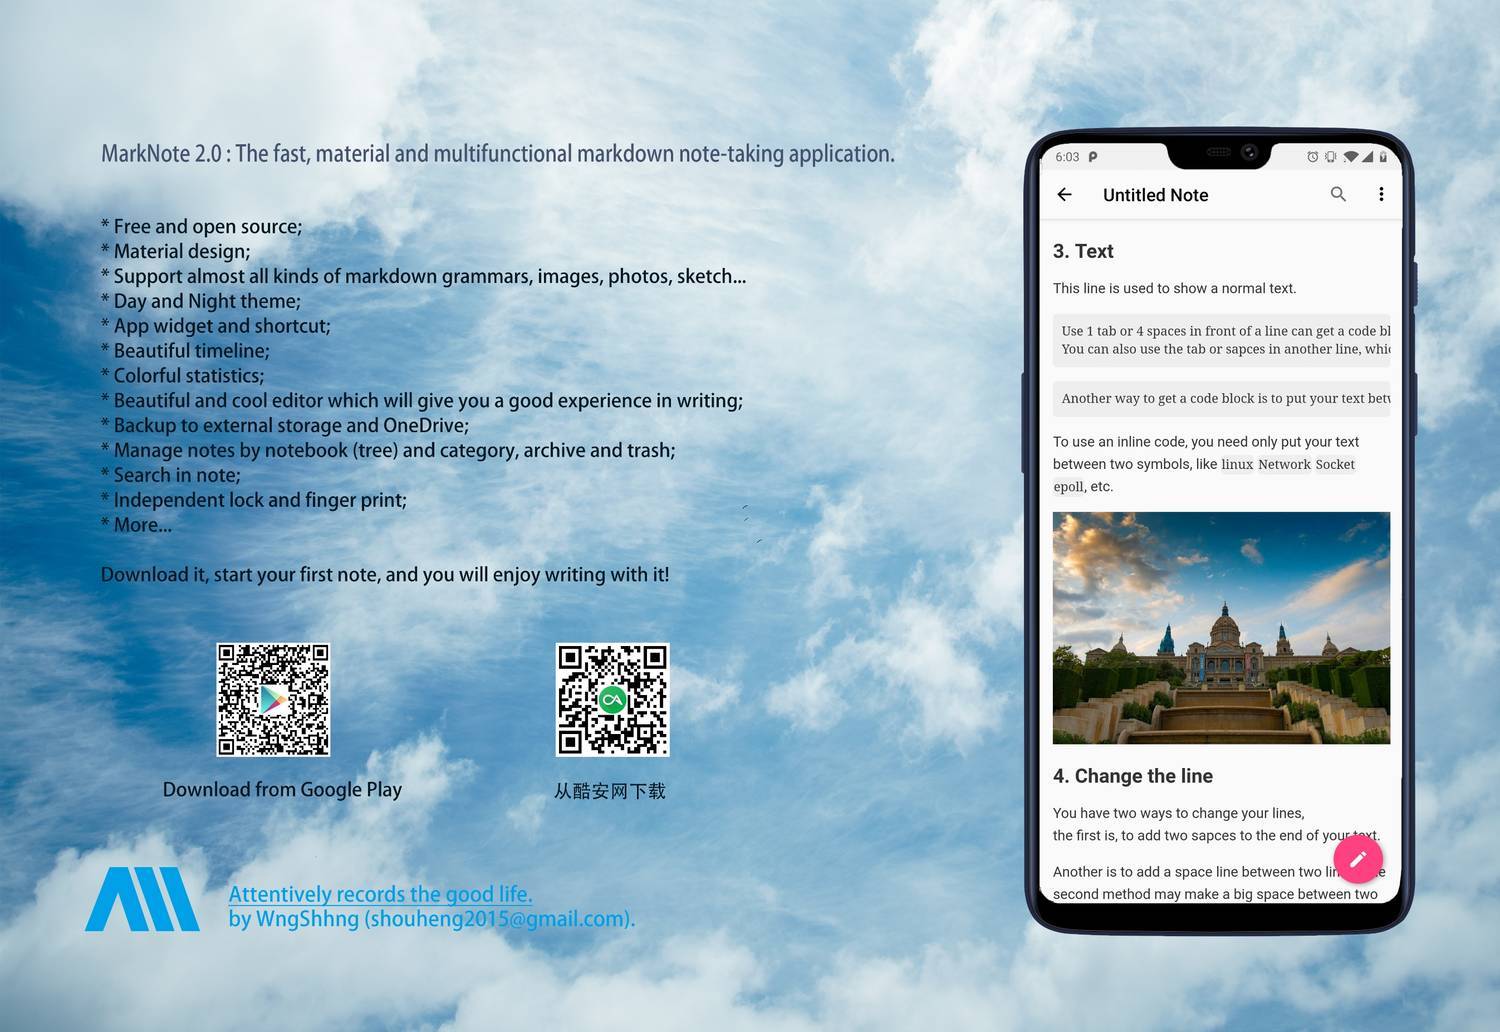 MarkNote 2.0 : The fast, material and multifunctional markdown note-taking application.
* Free and open source;
* Material design;
* Support almost all kinds of markdown grammars, images, photos, sketch...
* Day and Night theme;
* App widget and shortcut;
* Beautiful timeline;
* Colorful statistics;
* Beautiful and cool editor which will give you a good experience in writing;
* Backup to external storage and OneDrive;
* Manage notes by notebook (tree) and category, archive and trash;
* Search in note;
* Independent lock and finger print;
* More...
Download it, start your first note, and you will enjoy writing with it!
CA
Download from Google Play
从酷安网下载
Attentively records the good life.
by WngShhng (shouheng2015@gmail.com).
6:03
Untitled Note
3. Text
This line is used to show a normal text.
Use 1 tab or 4 spaces in front of a line can get a code bl
You can also use the tab or sapces in another line, whic
Another way to get a code block is to put your text betw
To use an inline code, you need only put your text
between two symbols, like linux Network Socket
epoll, etc.
4. Change the line
You have two ways to change your lines,
the first is, to add two sapces to the end of your text.
Another is to add a space line between two lin e
second method may make a big space between two